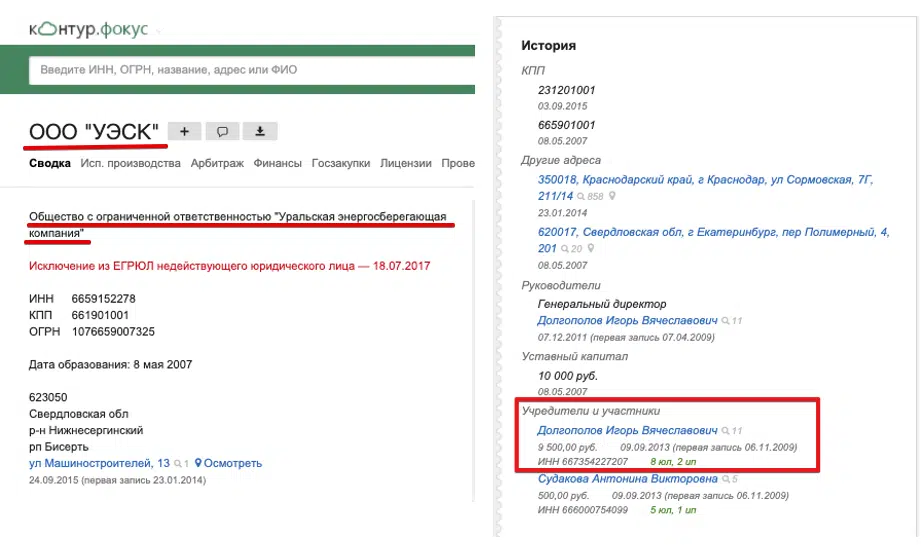 контур.фокус
Введите ИНН, ОГРН, название, адрес или ФИО
ООО "УЭСК"
Сводка Исп. производства Арбитраж Финансы Госзакупки Лицензии Прове
Общество с ограниченной ответственностью "Уральская энергосберегающая
компания"
Исключение из ЕГРЮЛ недействующего юридического лица — 18.07.2017
ИНН 6659152278
КПП 661901001
ОГРН 1076659007325
Дата образования: 8 мая 2007
623050
Свердловская обл
р-н Нижнесергинский
рп Бисерть
ул Машиностроителей, 13 1 Осмотреть
24.09.2015 (первая запись 23.01.2014)
История
КПП
231201001
03.09.2015
665901001
08.05.2007
Другие адреса
350018, Краснодарский край, г Краснодар, ул Сормовская, 7Г,
211/14 858
23.01.2014
620017, Свердловская обл, г Екатеринбург, пер Полимерный, 4,
201 20
08.05.2007
Руководители
Генеральный директор
Долгополов Игорь Вячеславович 11
07.12.2011 (первая запись 07.04.2009)
Уставный капитал
10 000 руб.
08.05.2007
Учредители и участники
Долгополов Игорь Вячеславович 11
9 500,00 руб. 09.09.2013 (первая запись 06.11.2009)
ИНН 667354227207 8 юл, 2 ип
Судакова Антонина Викторовна 5
500,00 руб. 09.09.2013 (первая запись 06.11.2009)
ИНН 666000754099 5 юл, 1 ип